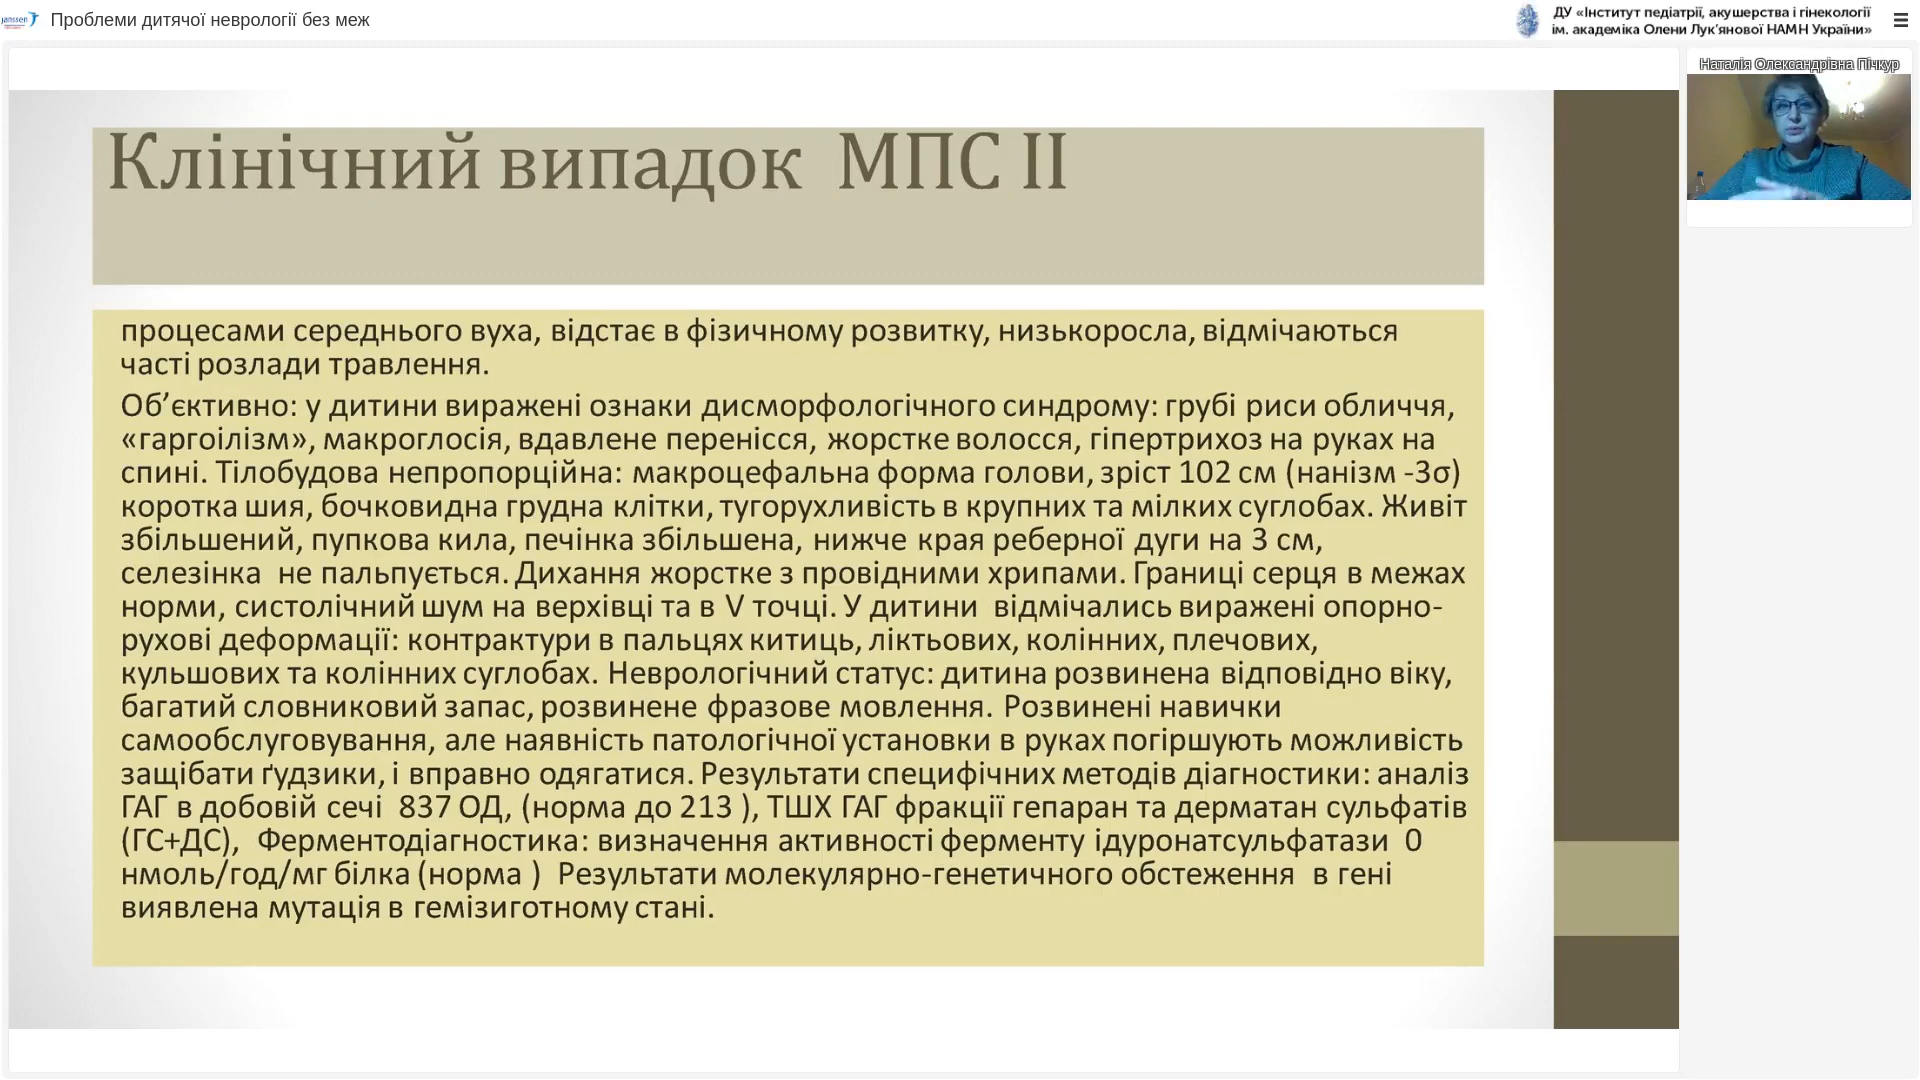 janssen
Проблеми дитячої неврології без меж
ДУ «Інститут педіатрії, акушерства і гінекології
ім. академіка Олени Лук’янової НАМН України»
Наталія Олександрівна Пічкур
Клінічний випадок МПС ІІ
процесами середнього вуха, відстає в фізичному розвитку, низькоросла, відмічаються
часті розлади травлення.
Об’єктивно: у дитини виражені ознаки дисморфологічного синдрому: грубі риси обличчя,
«гаргоілізм», макроглосія, вдавлене перенісся, жорстке волосся, гіпертрихоз на руках на
спині. Тілобудова непропорційна: макроцефальна форма голови, зріст 102 см (нанізм -3σ)
коротка шия, бочковидна грудна клітки, тугорухливість в крупних та мілких суглобах. Живіт
збільшений, пупкова кила, печінка збільшена, нижче края реберної дуги на 3 см,
селезінка не пальпується. Дихання жорстке з провідними хрипами. Границі серця в межах
норми, систолічний шум на верхівці та в V точці. У дитини відмічались виражені опорно-
рухові деформації: контрактури в пальцях китиць, ліктьових, колінних, плечових,
кульшових та колінних суглобах. Неврологічний статус: дитина розвинена відповідно віку,
багатий словниковий запас, розвинене фразове мовлення. Розвинені навички
самообслуговування, але наявність патологічної установки в руках погіршують можливість
защібати ґудзики, і вправно одягатися. Результати специфічних методів діагностики: аналіз
ГАГ в добовій сечі 837 ОД, (норма до 213 ), ТШХ ГАГ фракції гепаран та дерматан сульфатів
(ГС+ДС), Ферментодіагностика: визначення активності ферменту ідуронатсульфатази 0
нмоль/год/мг білка (норма ) Результати молекулярно-генетичного обстеження в гені
виявлена мутація в гемізиготному стані.